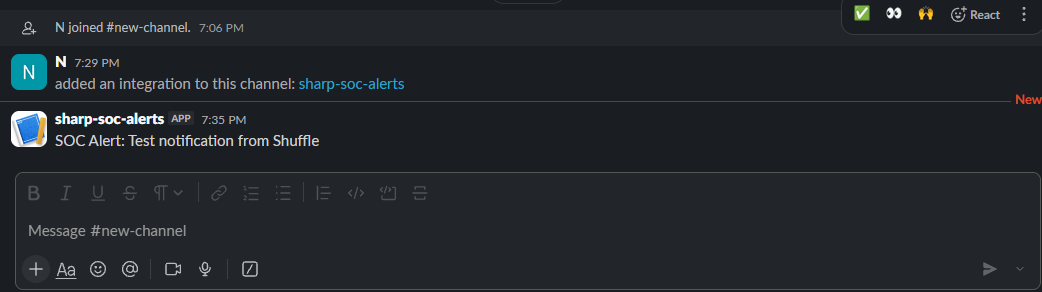 N joined #new-channel. 7:06 PM
React
N
N 7:29 PM
added an integration to this channel: sharp-soc-alerts
New
sharp-soc-alerts APP 7:35 PM
SOC Alert: Test notification from Shuffle
B I U S
Message #new-channel
Aa